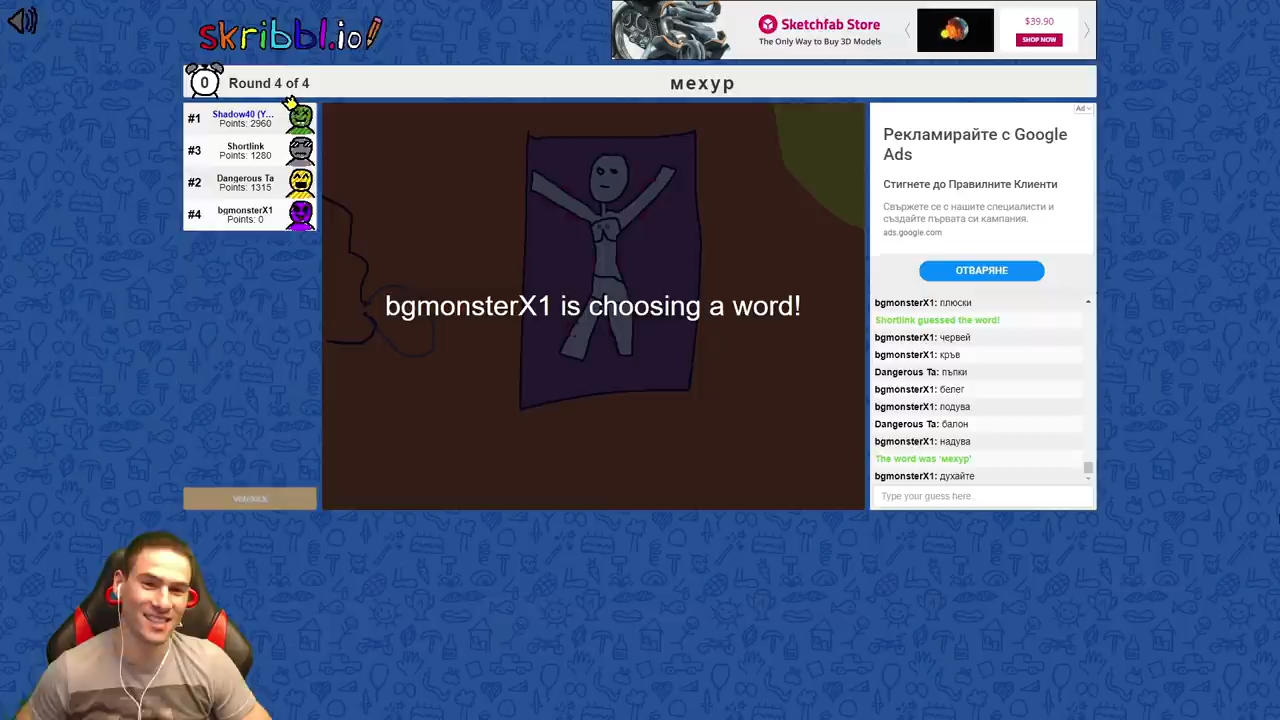 skribbl.io
Sketchfab Store
The Only Way to Buy 3D Models
$39.90
SHOP NOW
0
Round 4 of 4
мехур
#1
Shadow40 (Y...
Points: 2960
#3
Shortlink
Points: 1280
#2
Dangerous Ta
Points: 1315
#4
bgmonsterX1
Points: 0
Votekick
bgmonsterX1 is choosing a word!
Ad
Рекламирайте с Google
Ads
Стигнете до Правилните Клиенти
Свържете се с нашите специалисти и
създайте първата си кампания.
ads.google.com
ОТВАРЯНЕ
bgmonsterX1: плюски
Shortlink guessed the word!
bgmonsterX1: червей
bgmonsterX1: кръв
Dangerous Ta: пъпки
bgmonsterX1: белег
bgmonsterX1: подува
Dangerous Ta: балон
bgmonsterX1: надува
The word was 'мехур'
bgmonsterX1: духайте
Type your guess here...